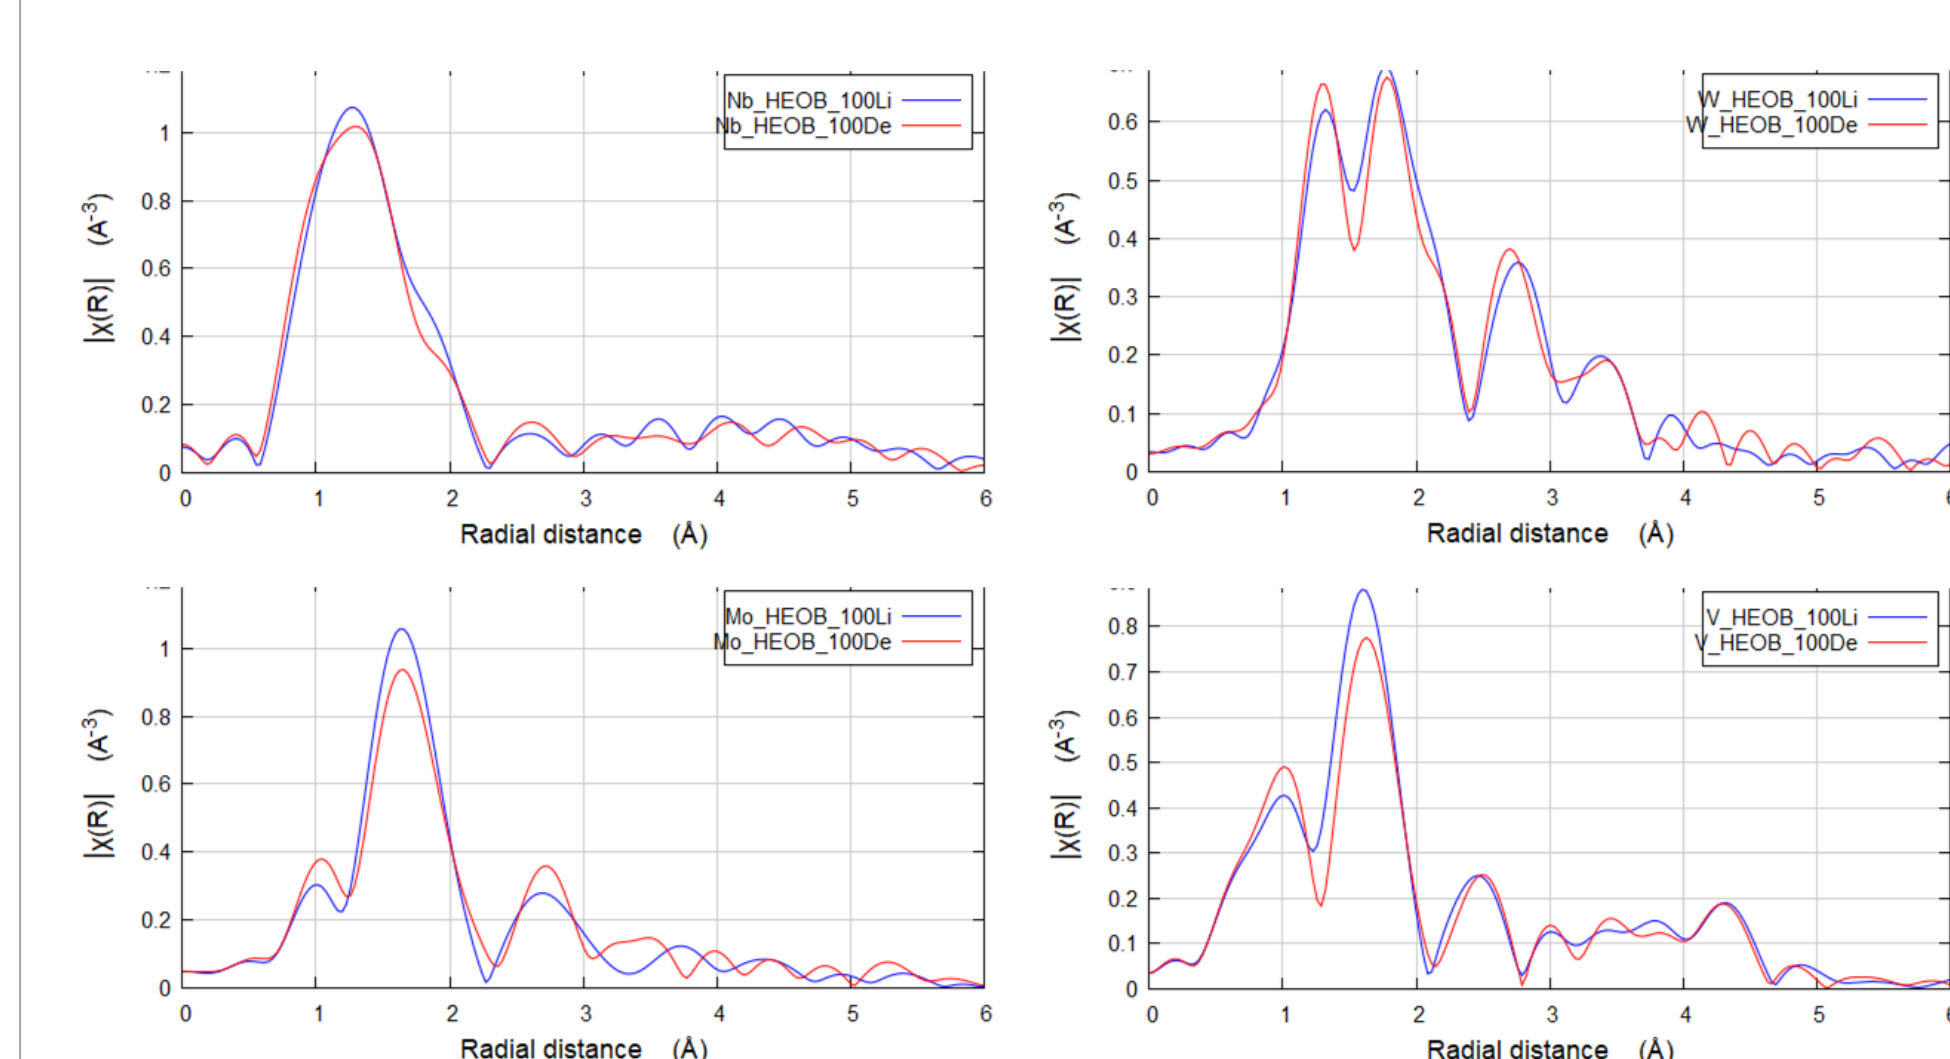 Nb_HEOB_100Li
Nb_HEOB_100De
1
0.8
0.6
0.4
0.2
0
|χ(R)| (A⁻³)
0 1 2 3 4 5 6
Radial distance (Å)
W_HEOB_100Li
W_HEOB_100De
0.6
0.5
0.4
0.3
0.2
0.1
0
|χ(R)| (A⁻³)
0 1 2 3 4 5 6
Radial distance (Å)
Mo_HEOB_100Li
Mo_HEOB_100De
1
0.8
0.6
0.4
0.2
0
|χ(R)| (A⁻³)
0 1 2 3 4 5 6
Radial distance (Å)
V_HEOB_100Li
V_HEOB_100De
0.8
0.7
0.6
0.5
0.4
0.3
0.2
0.1
0
|χ(R)| (A⁻³)
0 1 2 3 4 5 6
Radial distance (Å)